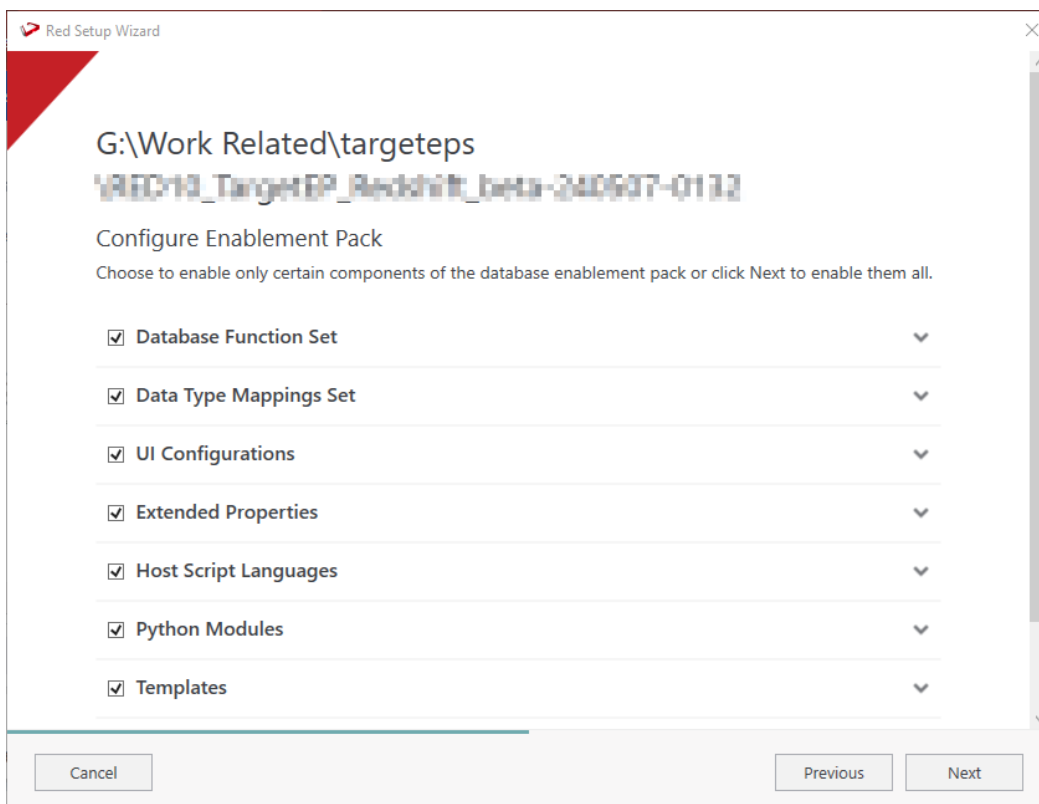 Red Setup Wizard
G:\Work Related\targeteps
Configure Enablement Pack
Choose to enable only certain components of the database enablement pack or click Next to enable them all.
Database Function Set
Data Type Mappings Set
UI Configurations
Extended Properties
Host Script Languages
Python Modules
Templates
Cancel
Previous
Next